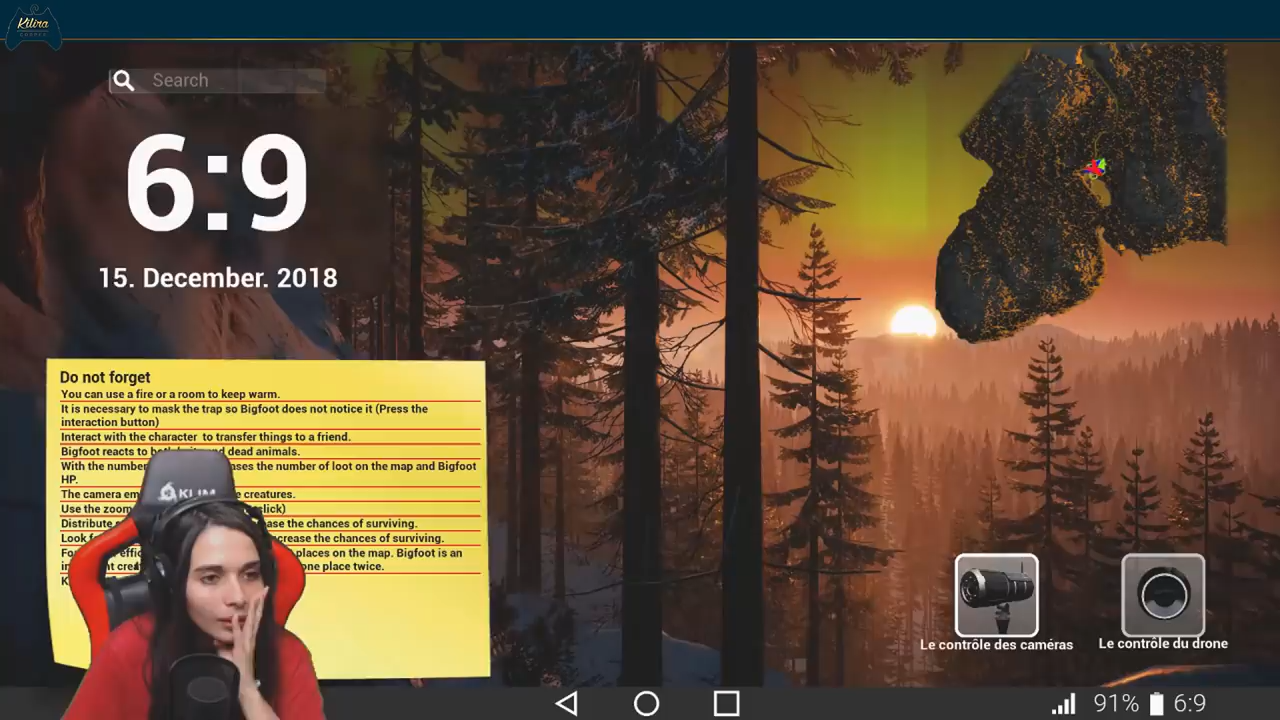 Kilira
Search
6:9
15. December. 2018
Do not forget
You can use a fire or a room to keep warm.
It is necessary to mask the trap so Bigfoot does not notice it (Press the
interaction button)
Interact with the character to transfer things to a friend.
Bigfoot reacts to both and dead animals.
With the number ases the number of loot on the map and Bigfoot
HP.
The camera em creatures.
Use the zoom click)
Distribute ase the chances of surviving.
Look crease the chances of surviving.
places on the map. Bigfoot is an
one place twice.
KLIM
Le contrôle des caméras
Le contrôle du drone
91% 6:9